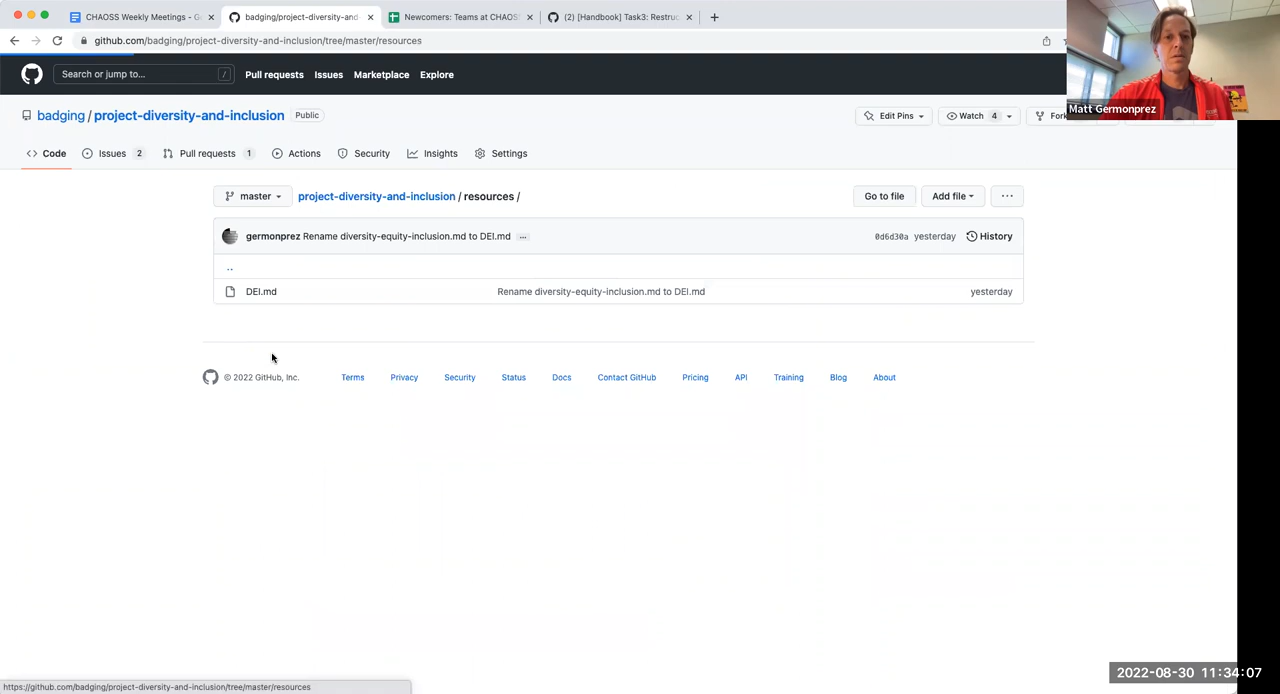 CHAOSS Weekly Meetings - G
badging/project-diversity-and-
Newcomers: Teams at CHAOS
(2) [Handbook] Task3: Restruc
github.com/badging/project-diversity-and-inclusion/tree/master/resources
Search or jump to... /
Pull requests Issues Marketplace Explore
Matt Germonprez
badging / project-diversity-and-inclusion Public
Edit Pins Watch 4 Fork
Code Issues 2 Pull requests 1 Actions Security Insights Settings
master project-diversity-and-inclusion / resources / Go to file Add file ...
germonprez Rename diversity-equity-inclusion.md to DEI.md ... 0d6d30a yesterday History
..
DEI.md Rename diversity-equity-inclusion.md to DEI.md yesterday
© 2022 GitHub, Inc. Terms Privacy Security Status Docs Contact GitHub Pricing API Training Blog About
2022-08-30 11:34:07
https://github.com/badging/project-diversity-and-inclusion/tree/master/resources